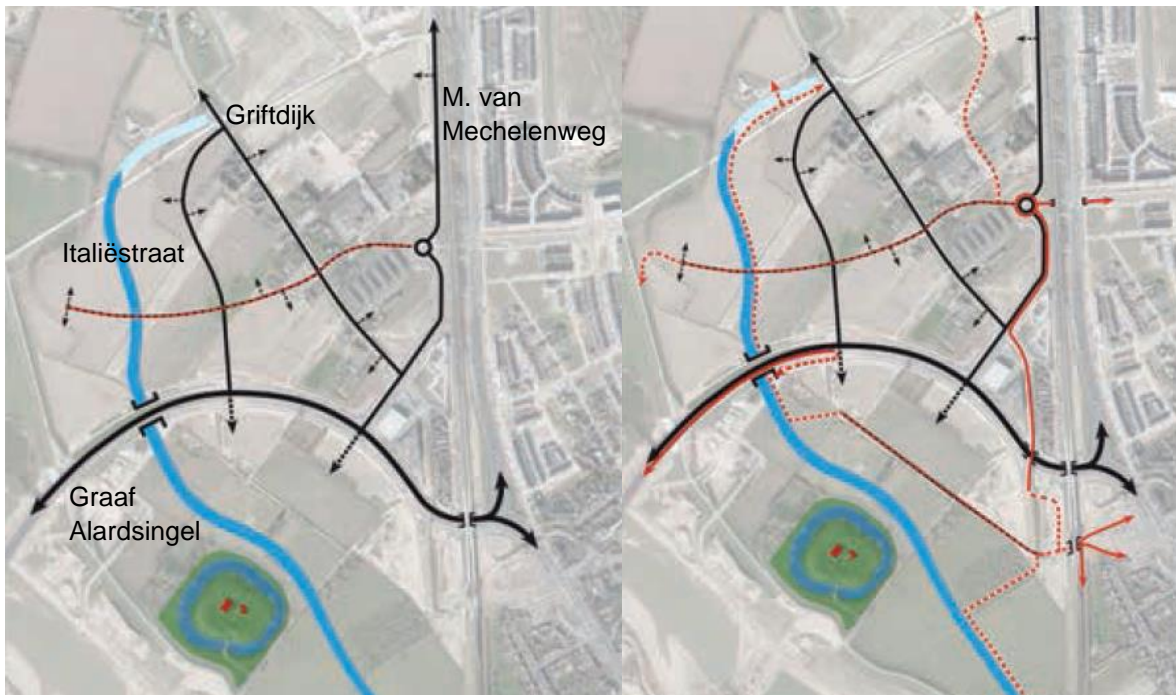 Griftdijk
M. van
Mechelenweg
Italiëstraat
Graaf
Alardsingel